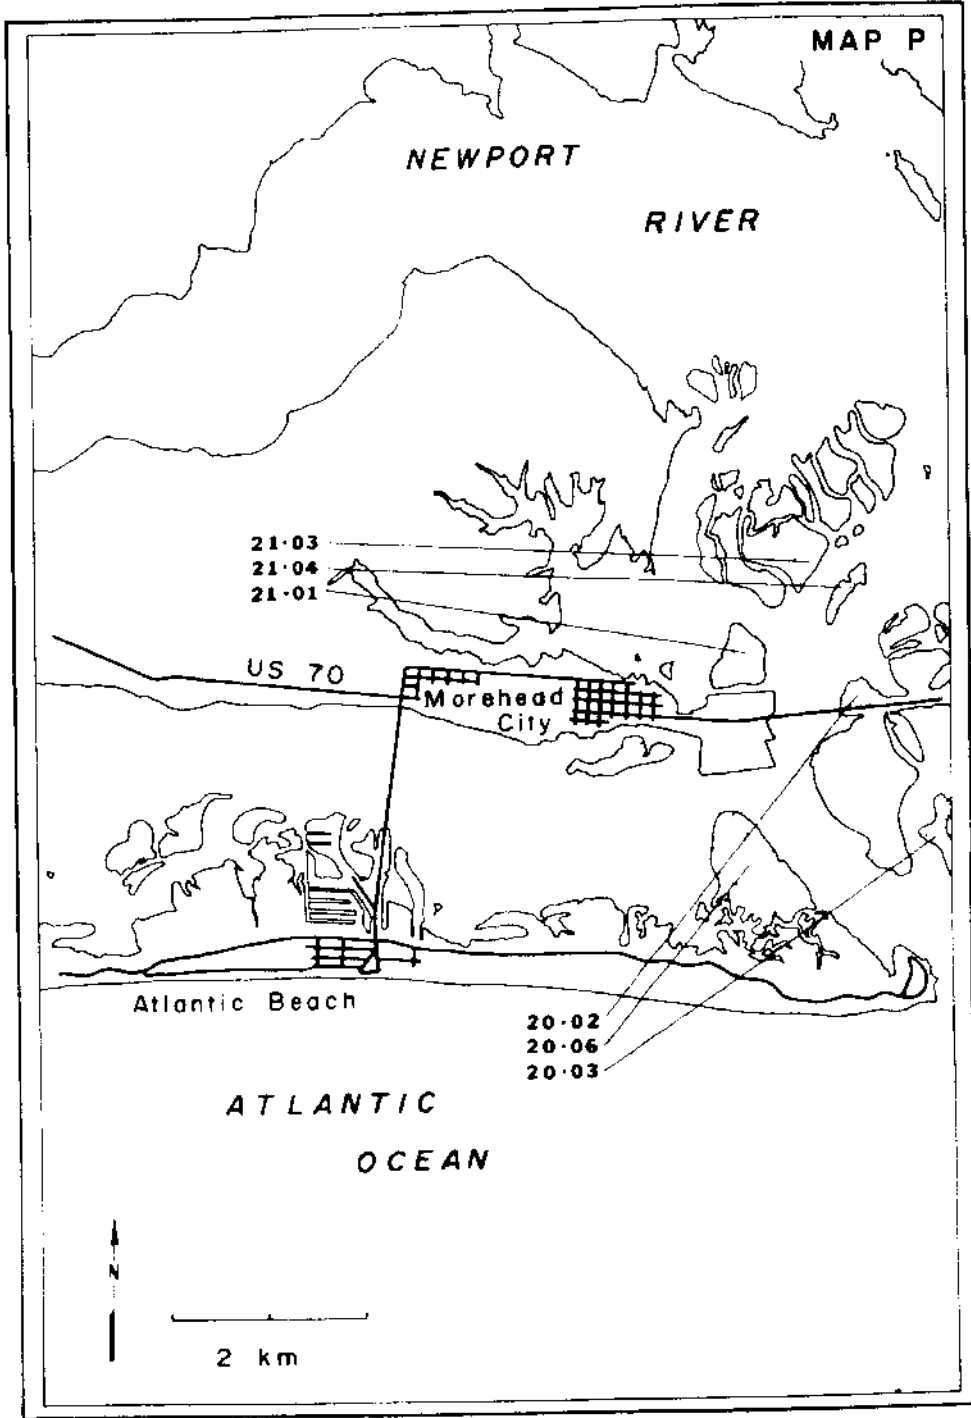 MAP P
NEWPORT
RIVER
21·03
21·04
21·01
US 70
Morehead
City
Atlantic Beach
20·02
20·06
20·03
ATLANTIC
OCEAN
N
2 km